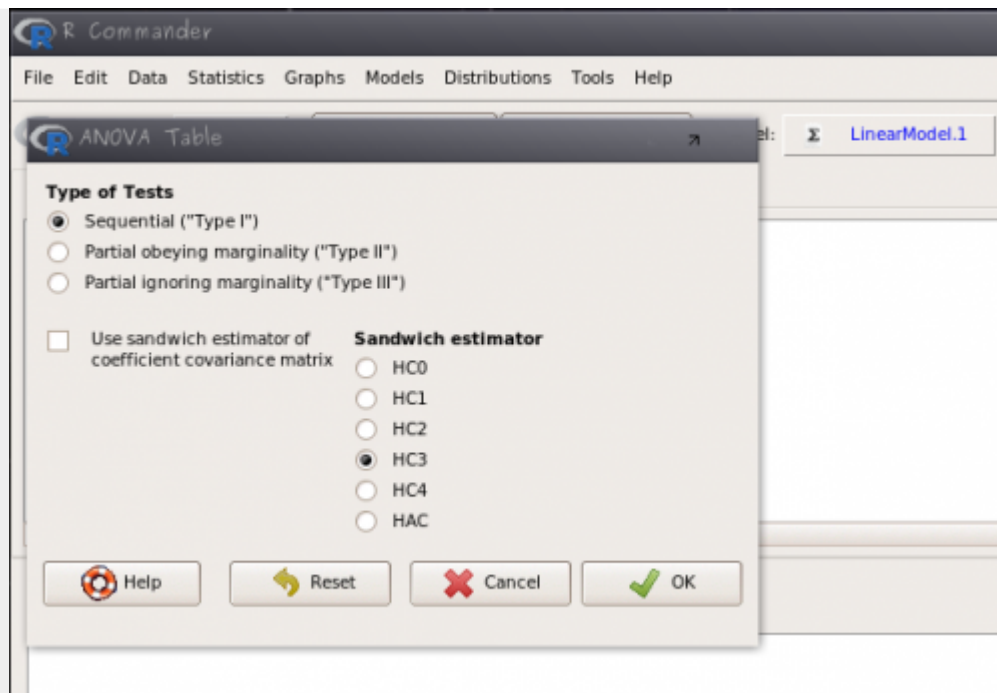 R Commander
File Edit Data Statistics Graphs Models Distributions Tools Help
ANOVA Table
el: Σ LinearModel.1
Type of Tests
Sequential ("Type I")
Partial obeying marginality ("Type II")
Partial ignoring marginality ("Type III")
Use sandwich estimator of
coefficient covariance matrix
Sandwich estimator
HC0
HC1
HC2
HC3
HC4
HAC
Help Reset Cancel OK